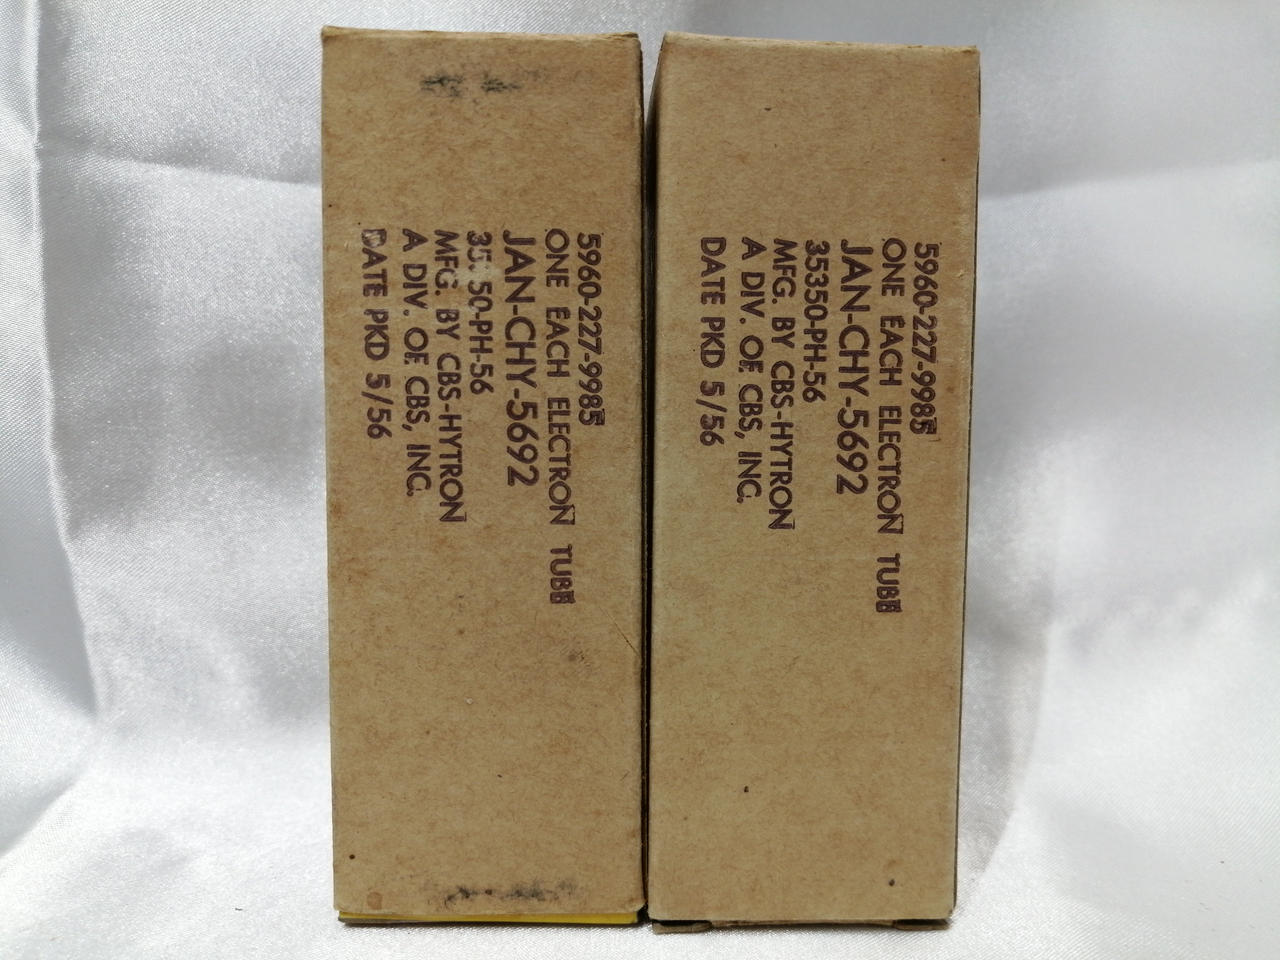 5960-227-9985
ONE EACH ELECTRON TUBE
JAN-CHY-5692
35 50-PH-56
MFG. BY CBS-HYTRON
A DIV. OF CBS, INC.
DATE PKD 5/56
5960-227-9985
ONE EACH ELECTRON TUBE
JAN-CHY-5692
35350-PH-56
MFG. BY CBS-HYTRON
A DIV. OF CBS, INC.
DATE PKD 5/56